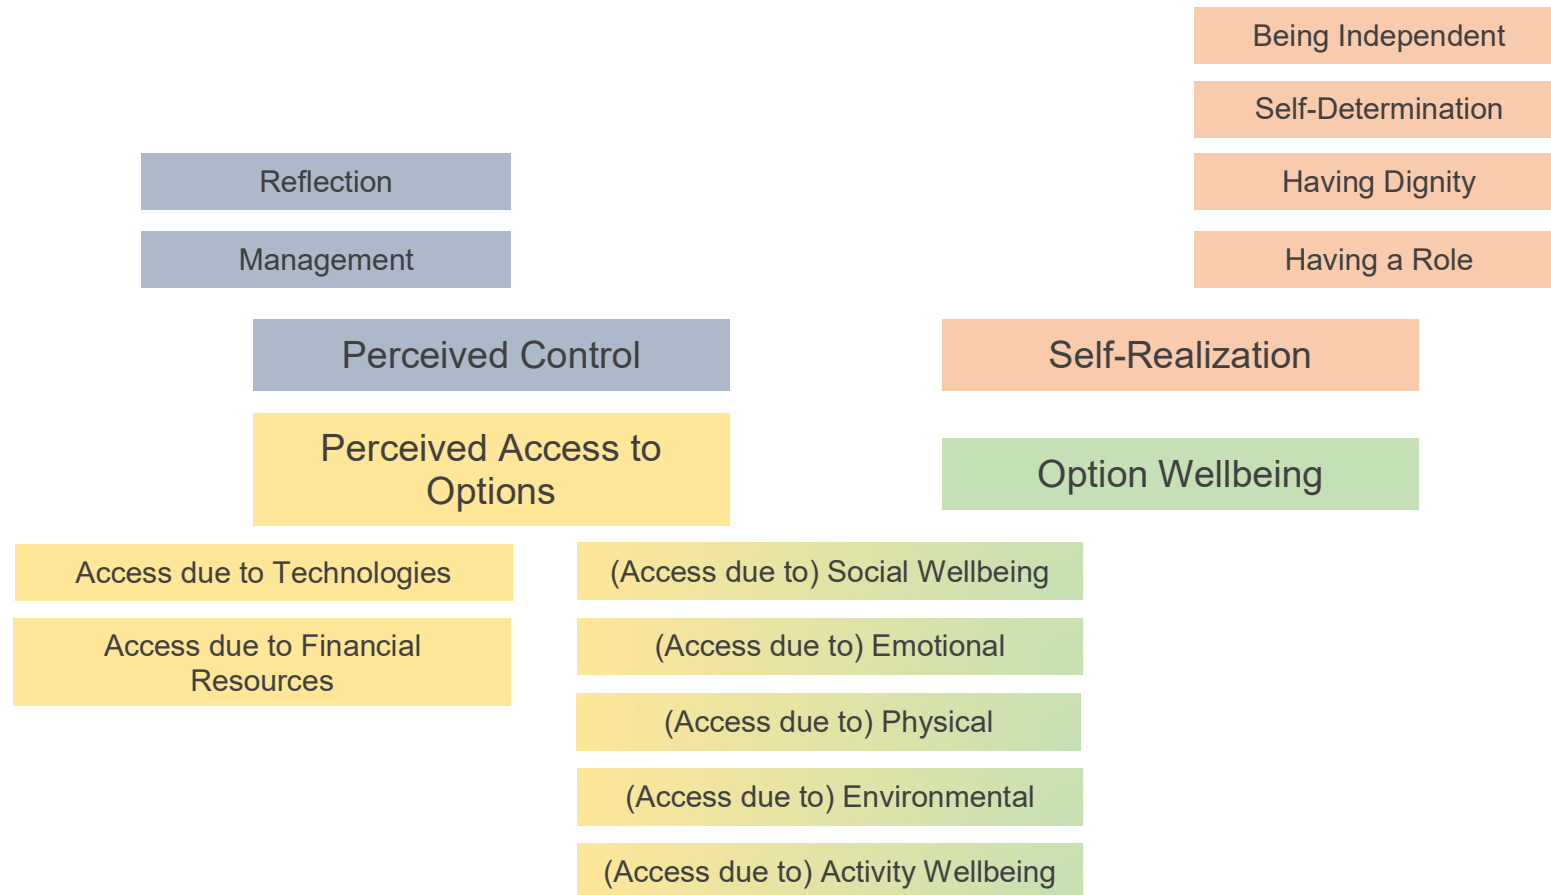 Being Independent
Self-Determination
Reflection
Having Dignity
Management
Having a Role
Perceived Control
Self-Realization
Perceived Access to
Options
Option Wellbeing
Access due to Technologies
(Access due to) Social Wellbeing
Access due to Financial
Resources
(Access due to) Emotional
(Access due to) Physical
(Access due to) Environmental
(Access due to) Activity Wellbeing